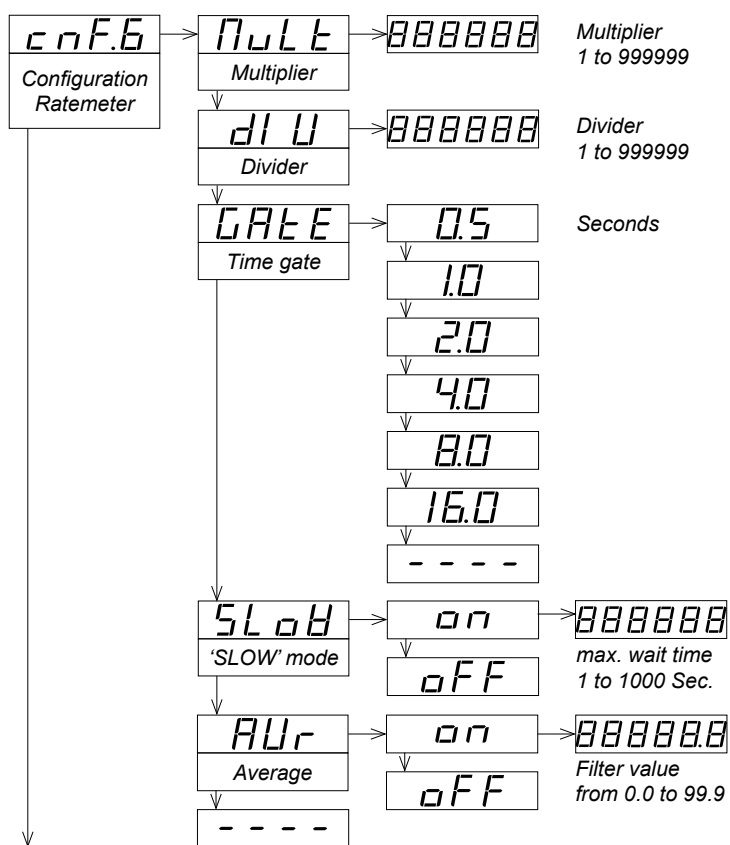 cnF.6
Configuration
Ratemeter
MuLt
Multiplier
888888
Multiplier
1 to 999999
dIV
Divider
888888
Divider
1 to 999999
GAtE
Time gate
0.5
Seconds
1.0
2.0
4.0
8.0
16.0
----
SLoW
'SLOW' mode
on
888888
max. wait time
1 to 1000 Sec.
oFF
AVr
Average
on
88888.8
Filter value
from 0.0 to 99.9
oFF
----